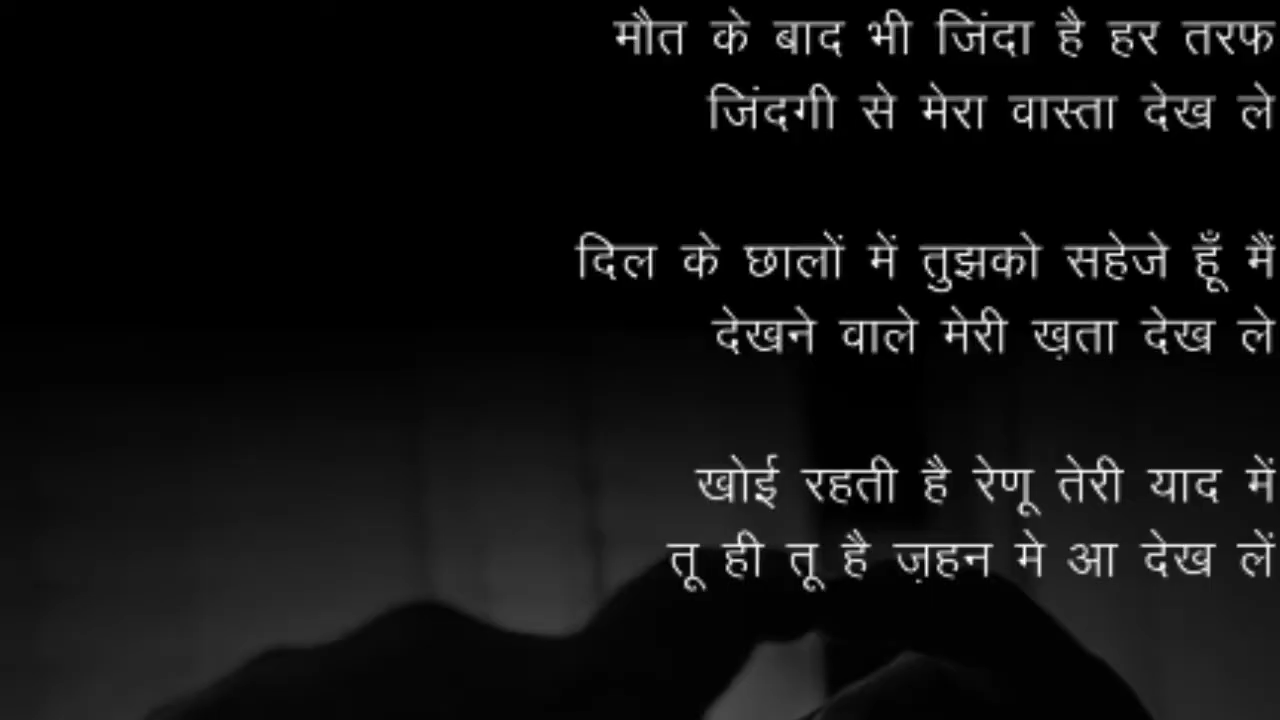 मौत के बाद भी जिंदा है हर तरफ
जिंदगी से मेरा वास्ता देख ले
दिल के छालों में तुझको सहेजे हूँ मैं
देखने वाले मेरी ख़ता देख ले
खोई रहती है रेणू तेरी याद में
तू ही तू है ज़हन मे आ देख लें